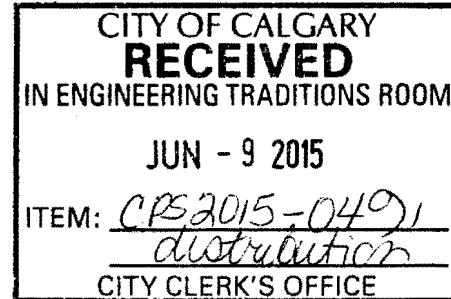 CITY OF CALGARY
RECEIVED
IN ENGINEERING TRADITIONS ROOM
JUN - 9 2015
ITEM: CPS2015-0491
distribution
CITY CLERK'S OFFICE